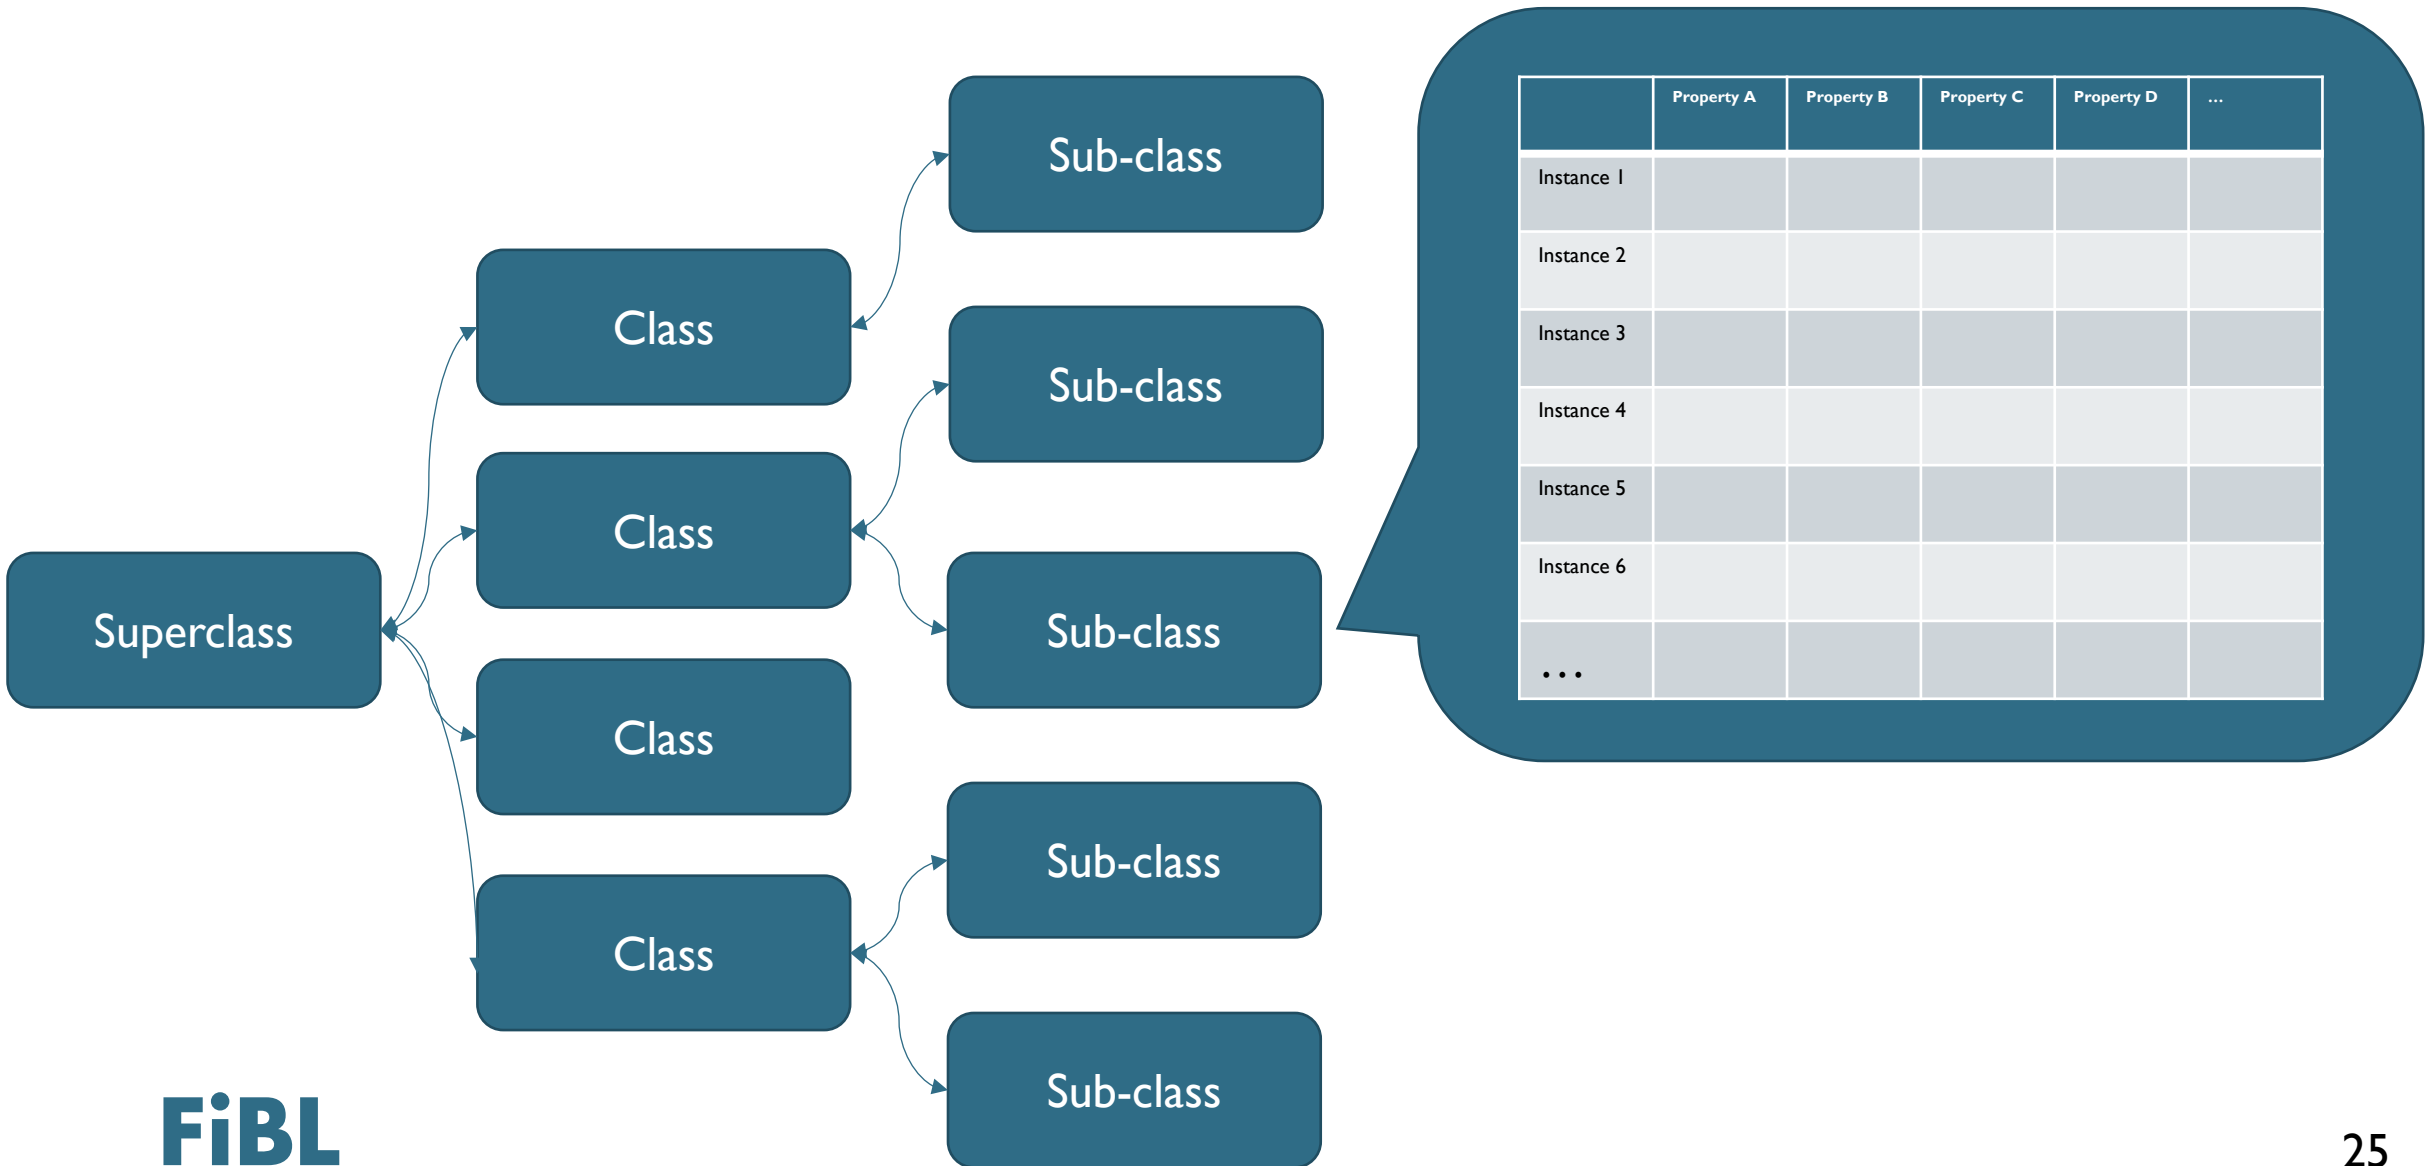 Superclass
Class
Class
Class
Class
Sub-class
Sub-class
Sub-class
Sub-class
Sub-class
Property A Property B Property C Property D ...
Instance 1
Instance 2
Instance 3
Instance 4
Instance 5
Instance 6
...
FiBL
25